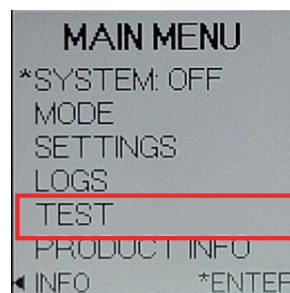 MAIN MENU
*SYSTEM: OFF
MODE
SETTINGS
LOGS
TEST
PRODUCT INFO
◀ INFO *ENTER